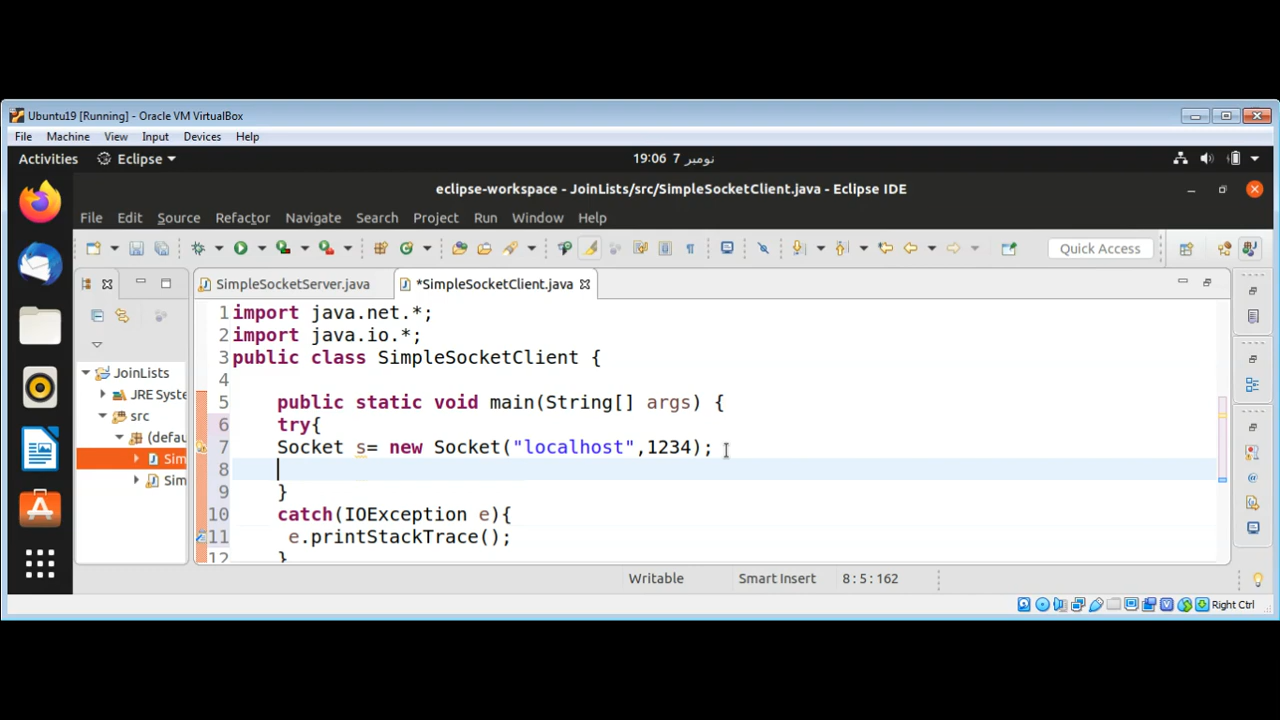 Ubuntu19 [Running] - Oracle VM VirtualBox
File Machine View Input Devices Help
Activities Eclipse 19:06 7 نومبر
eclipse-workspace - JoinLists/src/SimpleSocketClient.java - Eclipse IDE
File Edit Source Refactor Navigate Search Project Run Window Help
Quick Access
SimpleSocketServer.java *SimpleSocketClient.java
1 import java.net.*;
2 import java.io.*;
3 public class SimpleSocketClient {
4
5 public static void main(String[] args) {
6 try{
7 Socket s= new Socket("localhost",1234);
8
9 }
10 catch(IOException e){
11 e.printStackTrace();
12 }
JoinLists
JRE Syste
src
(defau
Sim
Sim
Writable Smart Insert 8:5:162
Right Ctrl